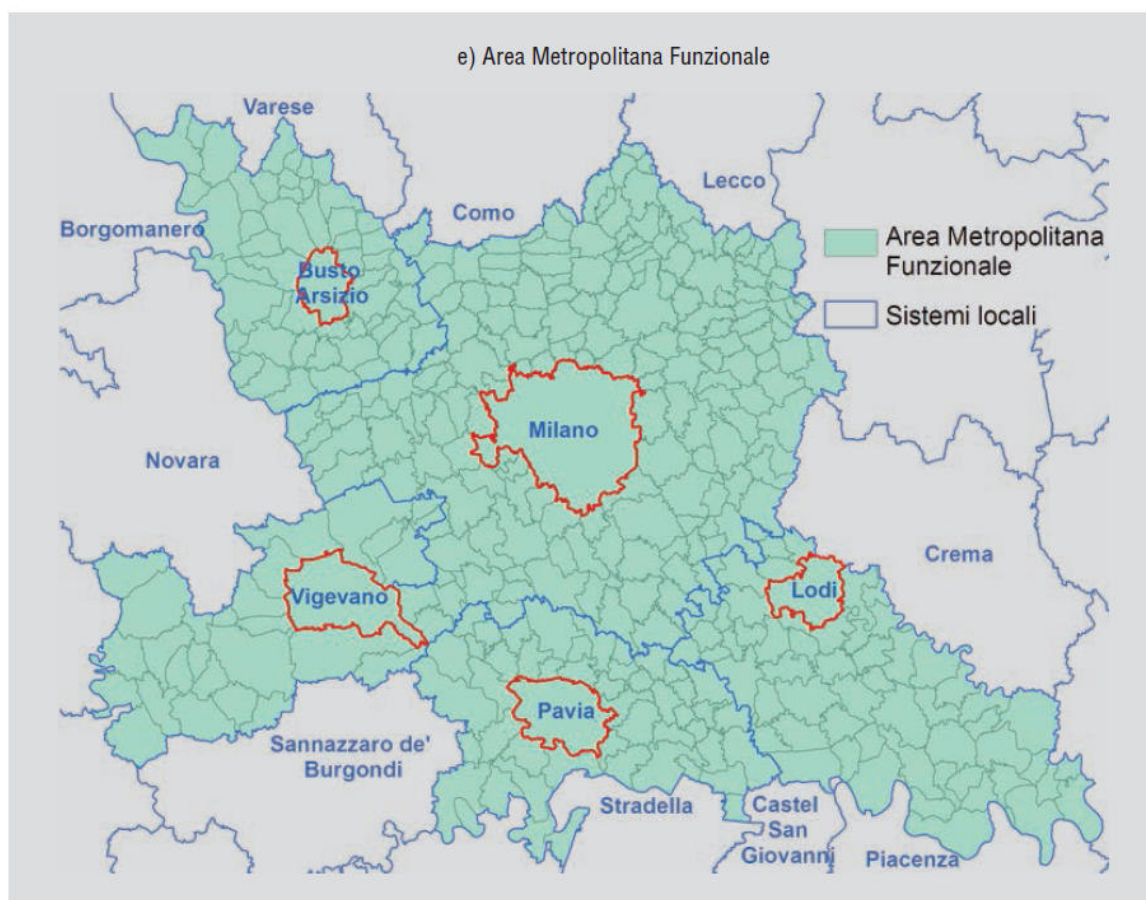 e) Area Metropolitana Funzionale
Varese
Lecco
Como
Borgomanero
Area Metropolitana
Funzionale
Busto
Arsizio
Sistemi locali
Milano
Novara
Crema
Vigevano
Lodi
Pavia
Sannazzaro de'
Burgondi
Stradella
Castel
San
Giovanni
Piacenza